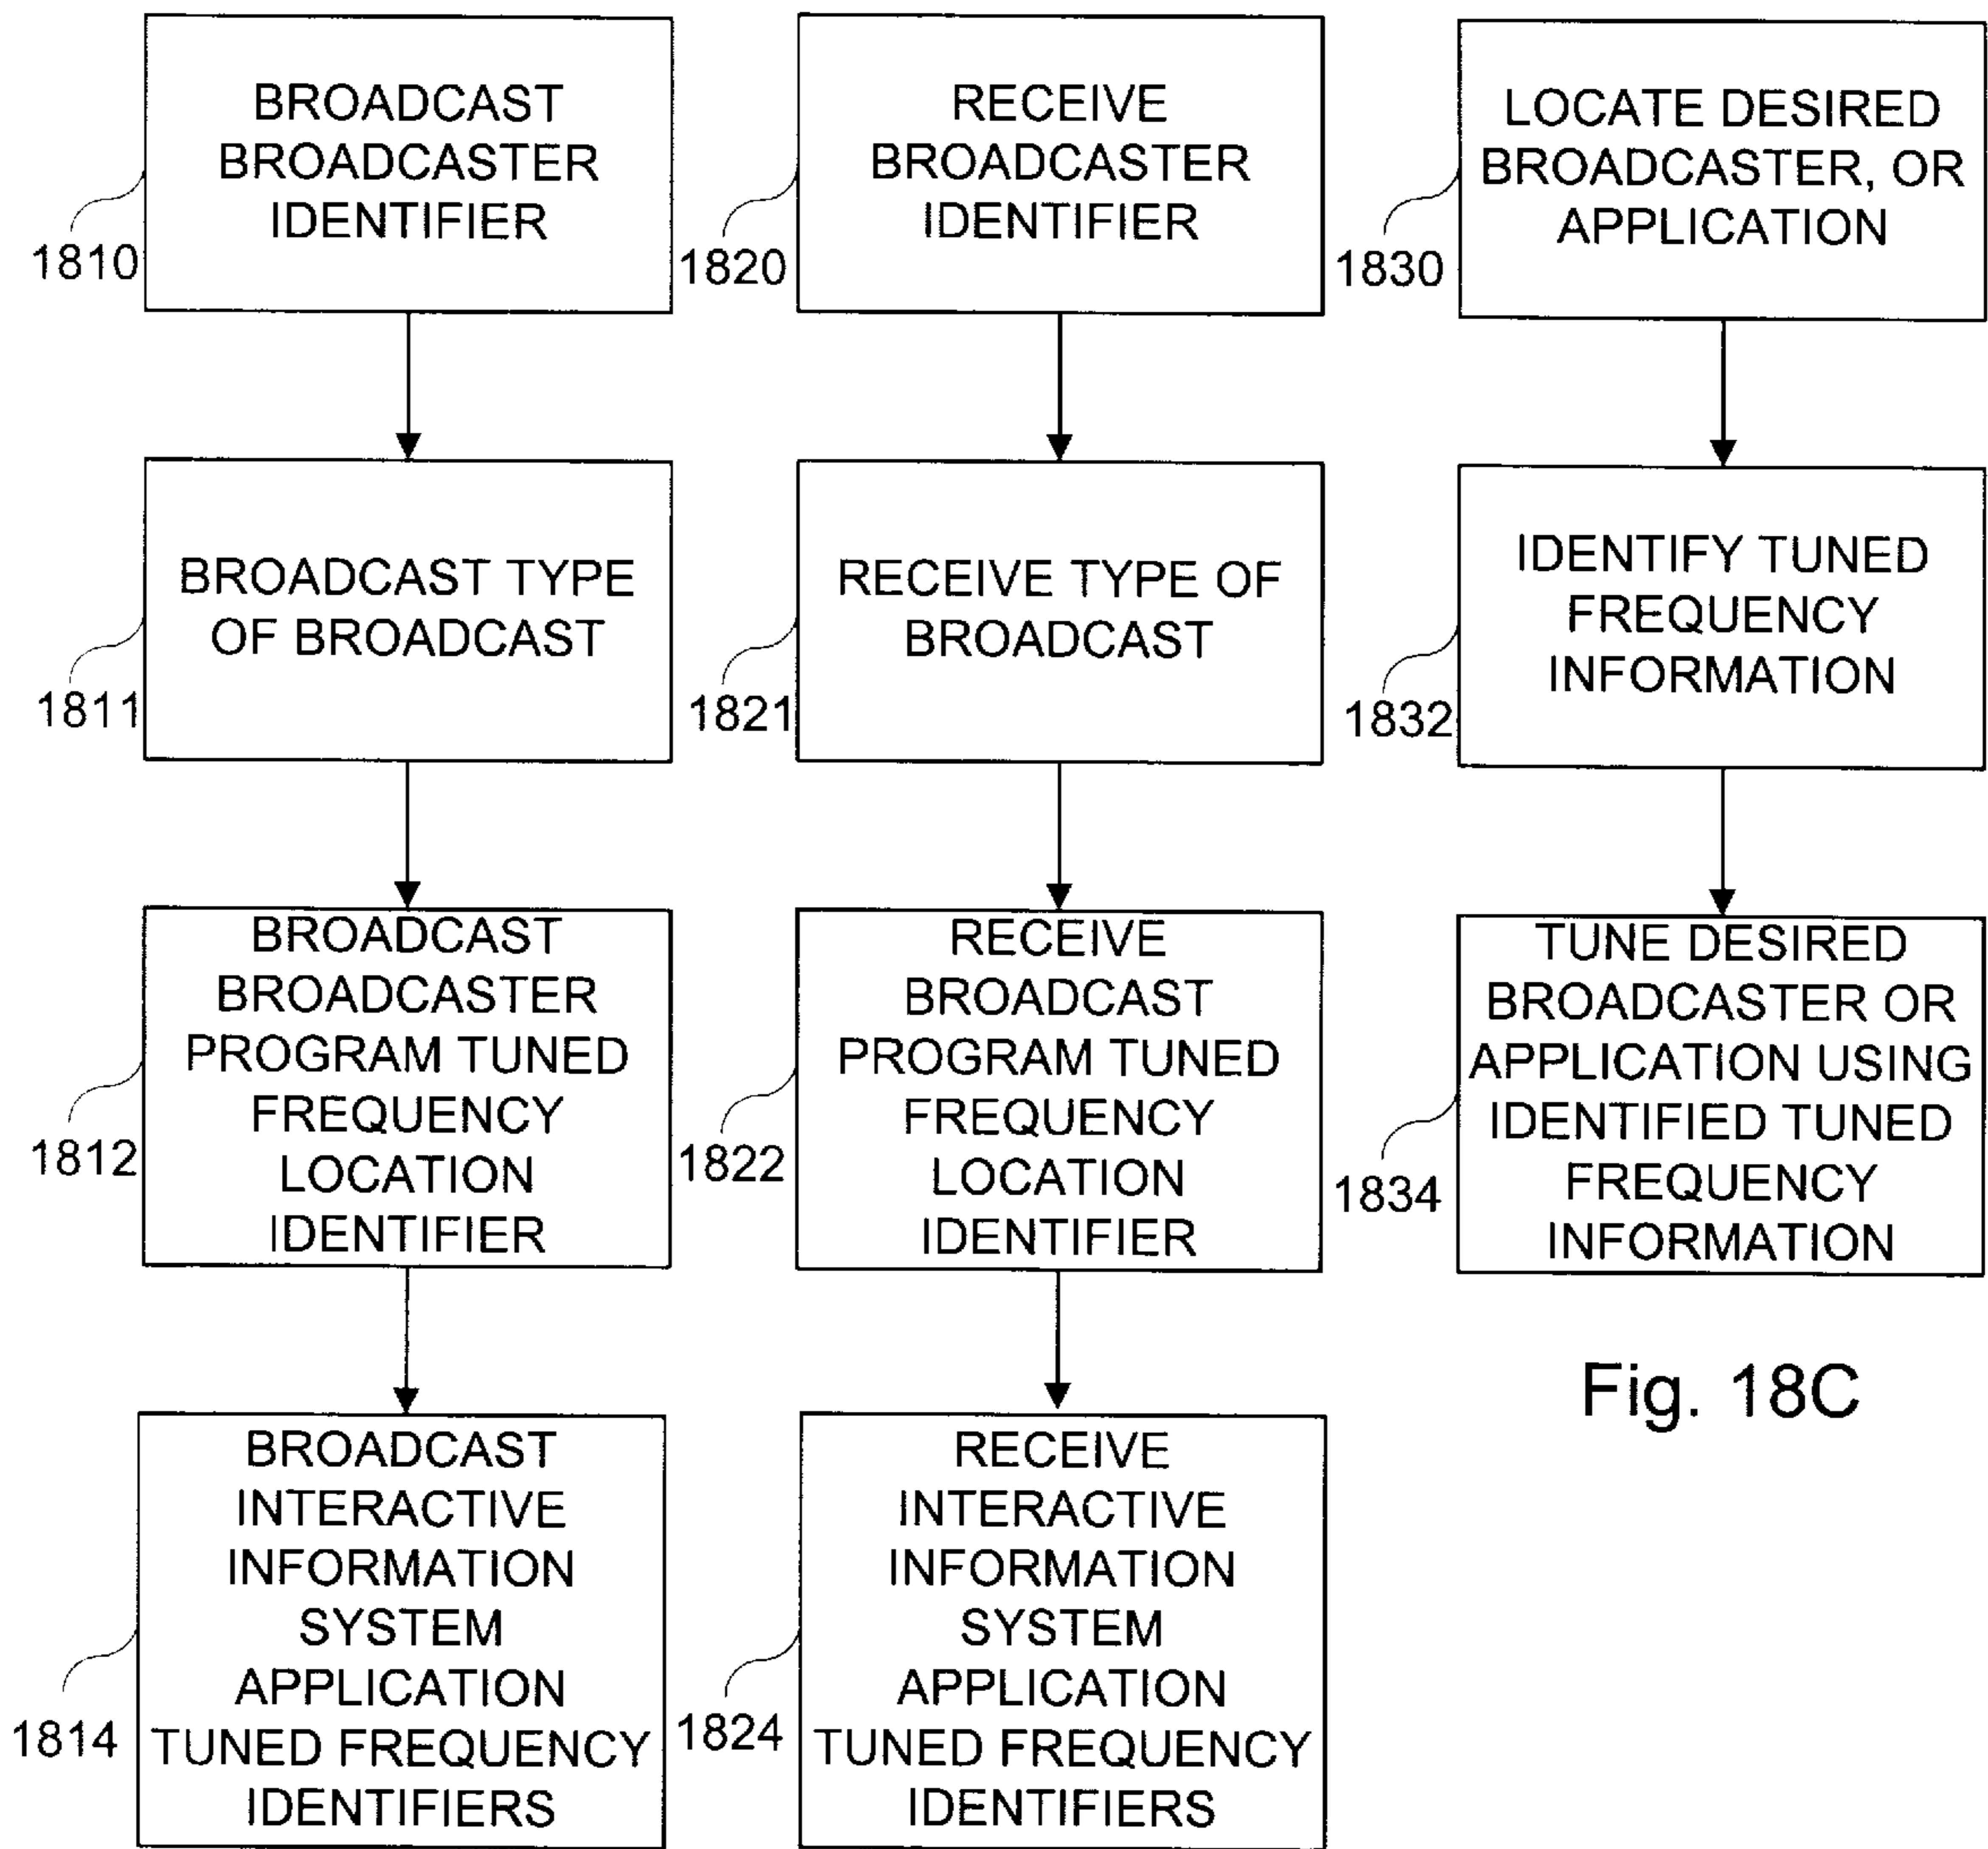 BROADCAST
BROADCASTER
IDENTIFIER
1810
BROADCAST TYPE
OF BROADCAST
1811
BROADCAST
BROADCASTER
PROGRAM TUNED
FREQUENCY
LOCATION
IDENTIFIER
1812
BROADCAST
INTERACTIVE
INFORMATION
SYSTEM
APPLICATION
TUNED FREQUENCY
IDENTIFIERS
1814
RECEIVE
BROADCASTER
IDENTIFIER
1820
RECEIVE TYPE OF
BROADCAST
1821
RECEIVE
BROADCAST
PROGRAM TUNED
FREQUENCY
LOCATION
IDENTIFIER
1822
RECEIVE
INTERACTIVE
INFORMATION
SYSTEM
APPLICATION
TUNED FREQUENCY
IDENTIFIERS
1824
LOCATE DESIRED
BROADCASTER, OR
APPLICATION
1830
IDENTIFY TUNED
FREQUENCY
INFORMATION
1832
TUNE DESIRED
BROADCASTER OR
APPLICATION USING
IDENTIFIED TUNED
FREQUENCY
INFORMATION
1834
Fig. 18C